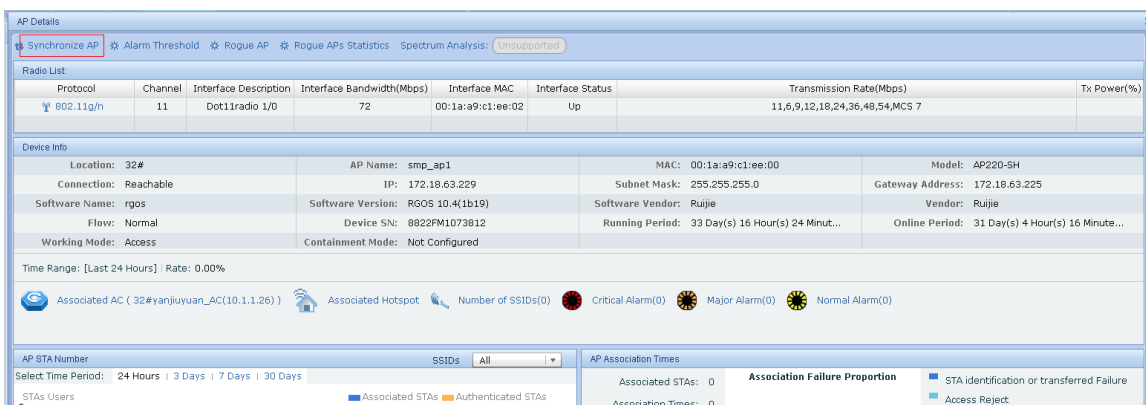 AP Details
Synchronize AP Alarm Threshold Rogue AP Rogue APs Statistics Spectrum Analysis: Unsupported
Radio List:
Protocol Channel Interface Description Interface Bandwidth(Mbps) Interface MAC Interface Status Transmission Rate(Mbps) Tx Power(%)
802.11g/n 11 Dot11radio 1/0 72 00:1a:a9:c1:ee:02 Up 11,6,9,12,18,24,36,48,54,MCS 7
Device Info
Location: 32# AP Name: smp_ap1 MAC: 00:1a:a9:c1:ee:00 Model: AP220-SH
Connection: Reachable IP: 172.18.63.229 Subnet Mask: 255.255.255.0 Gateway Address: 172.18.63.225
Software Name: rgos Software Version: RGOS 10.4(1b19) Software Vendor: Ruijie Vendor: Ruijie
Flow: Normal Device SN: 8822FM1073812 Running Period: 33 Day(s) 16 Hour(s) 24 Minut... Online Period: 31 Day(s) 4 Hour(s) 16 Minute...
Working Mode: Access Containment Mode: Not Configured
Time Range: [Last 24 Hours] | Rate: 0.00%
Associated AC ( 32#yanjiuyuan_AC(10.1.1.26) ) Associated Hotspot Number of SSIDs(0) Critical Alarm(0) Major Alarm(0) Normal Alarm(0)
AP STA Number SSIDs All AP Association Times
Select Time Period: 24 Hours | 3 Days | 7 Days | 30 Days
Associated STAs: 0 Association Failure Proportion STA identification or transferred Failure
STAs Users Associated STAs Authenticated STAs
Association Times: 0 Access Reject